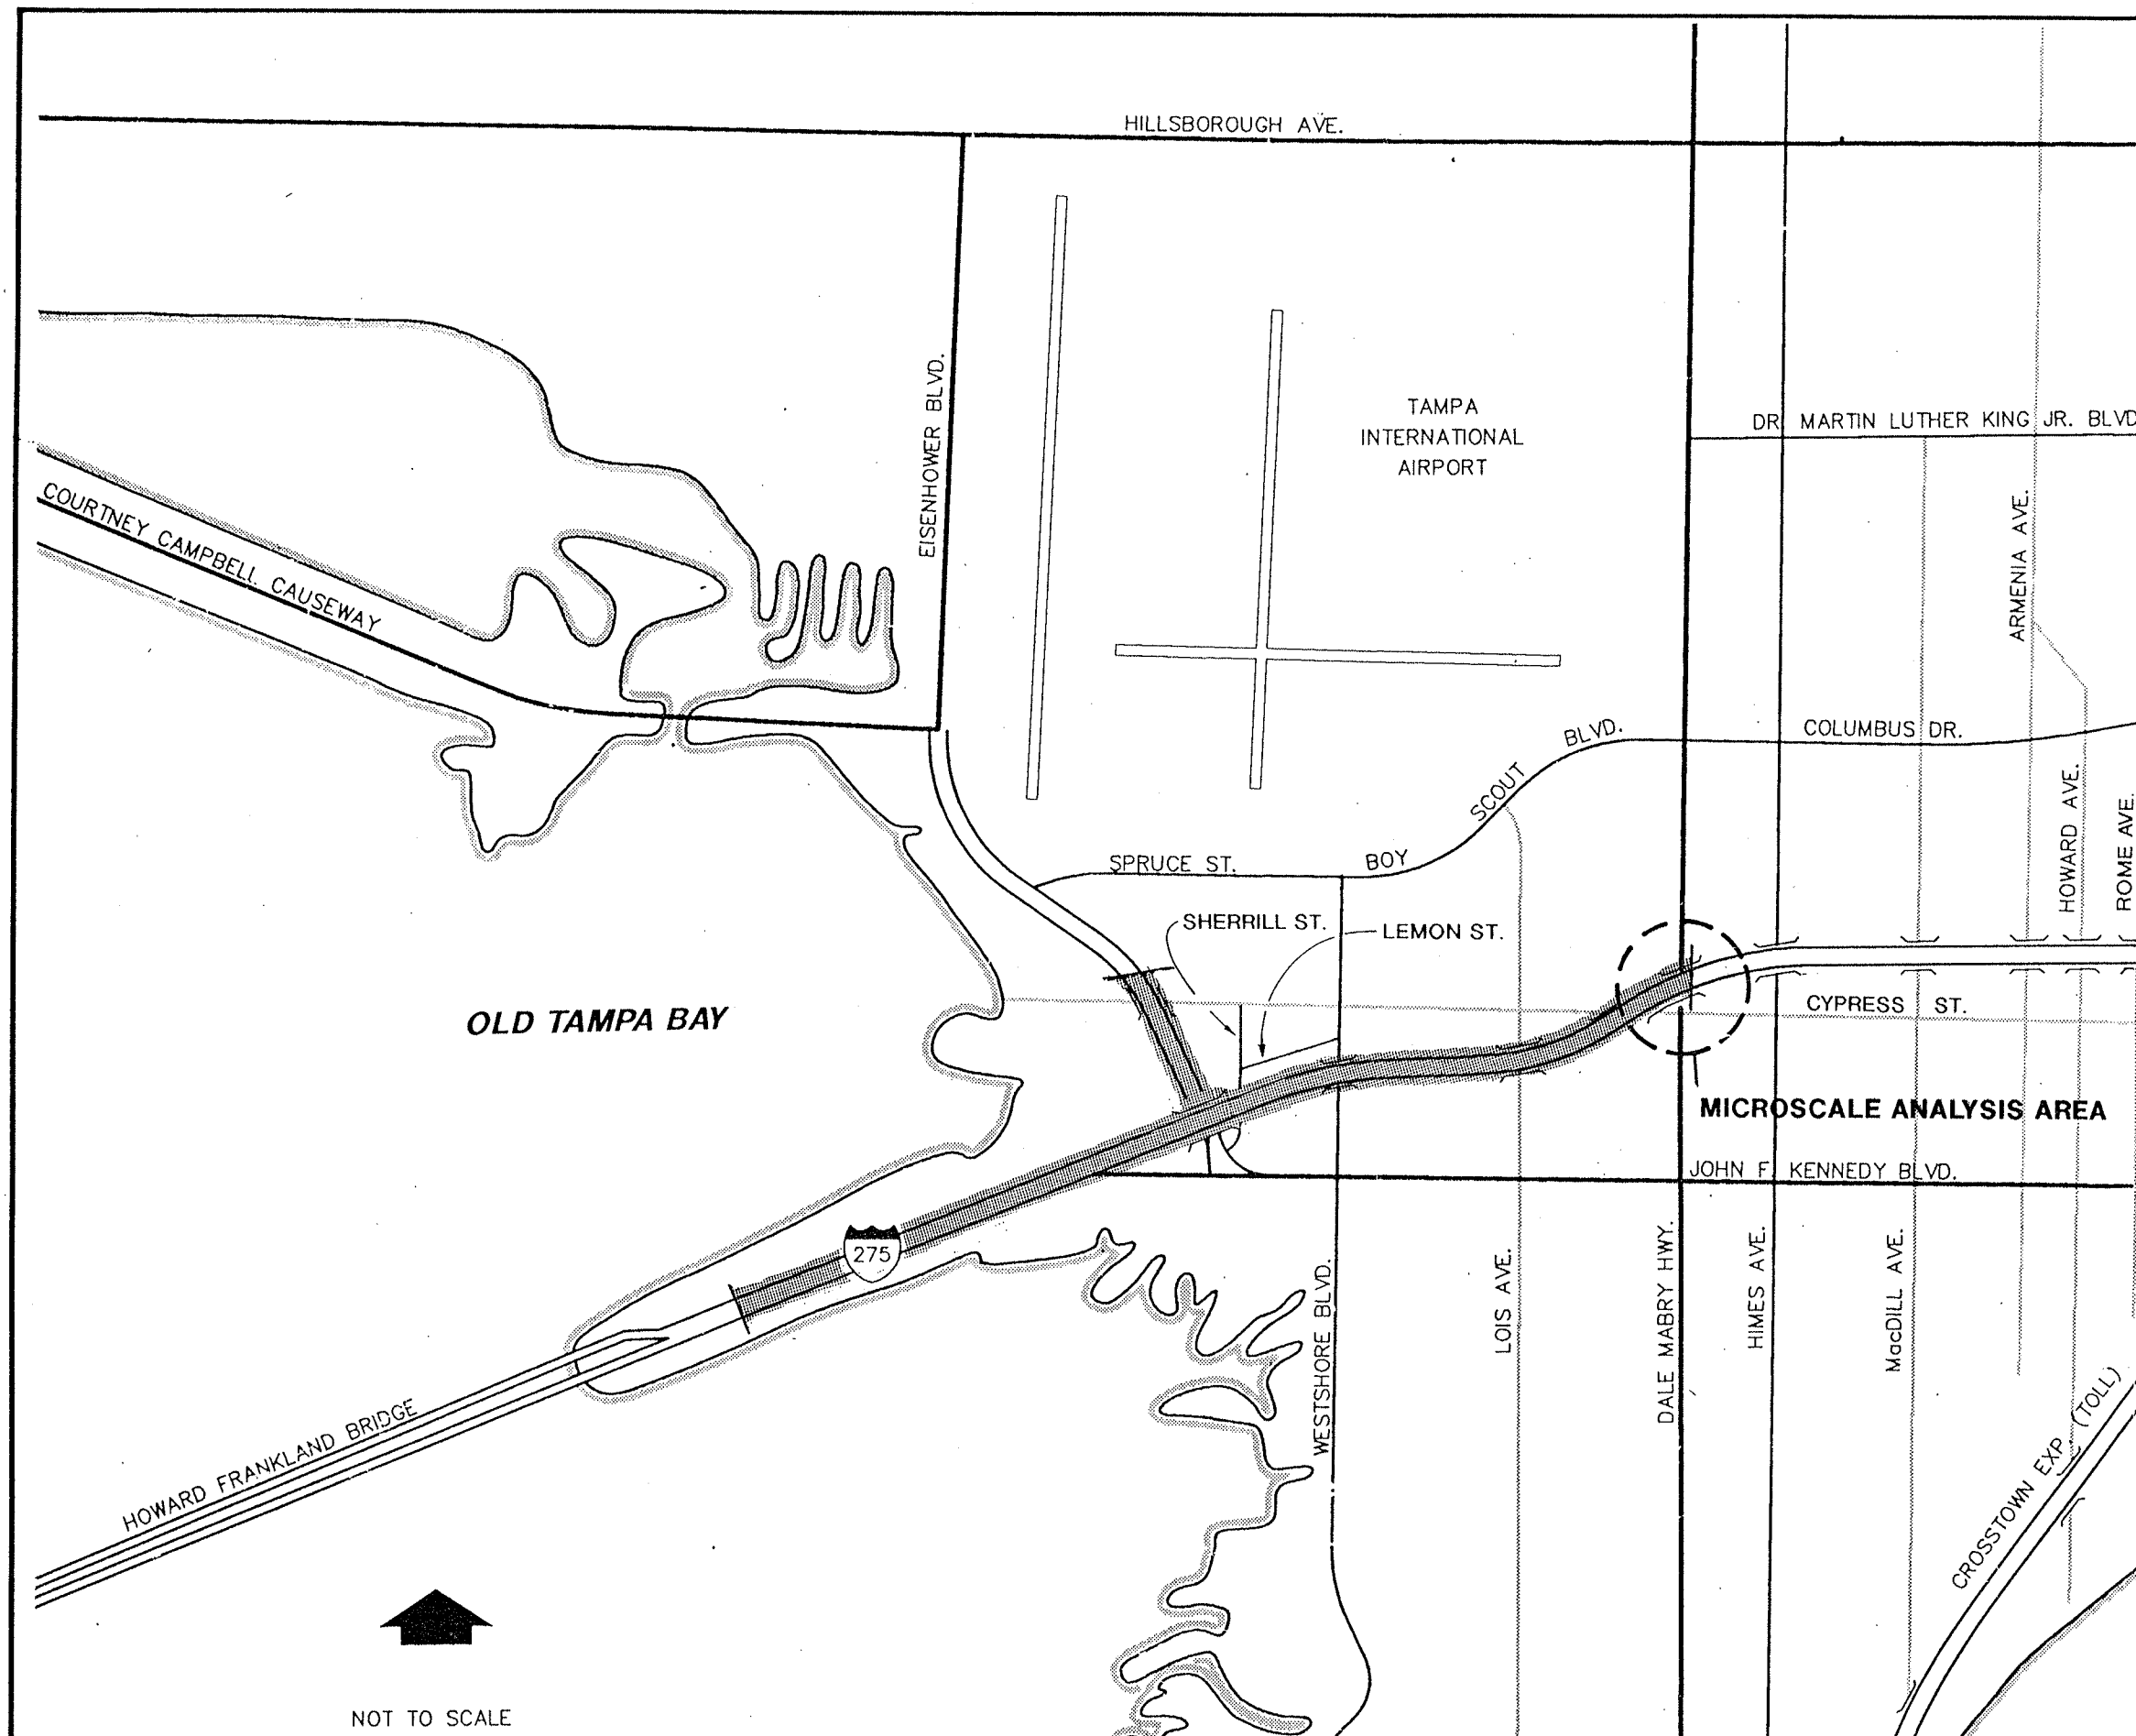 HILLSBOROUGH AVE.
EISENHOWER BLVD.
TAMPA
INTERNATIONAL
AIRPORT
DR. MARTIN LUTHER KING JR. BLVD
COURTNEY CAMPBELL CAUSEWAY
ARMENIA AVE.
BOY SCOUT BLVD.
COLUMBUS DR.
HOWARD AVE.
ROME AVE.
SPRUCE ST.
SHERRILL ST.
LEMON ST.
OLD TAMPA BAY
CYPRESS ST.
MICROSCALE ANALYSIS AREA
JOHN F. KENNEDY BLVD.
275
WESTSHORE BLVD.
LOIS AVE.
DALE MABRY HWY.
HIMES AVE.
MacDILL AVE.
CROSSTOWN EXP. (TOLL)
HOWARD FRANKLAND BRIDGE
NOT TO SCALE